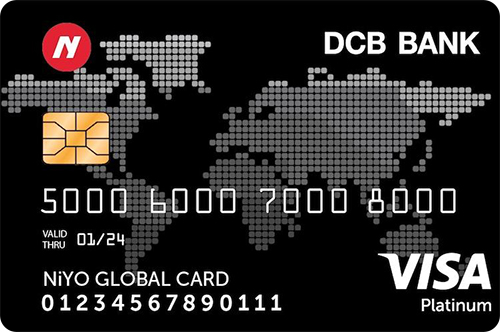 N DCB BANK
5000 6000 7000 8000
VALID
THRU 01/24
NiYO GLOBAL CARD
01234567890111
VISA
Platinum